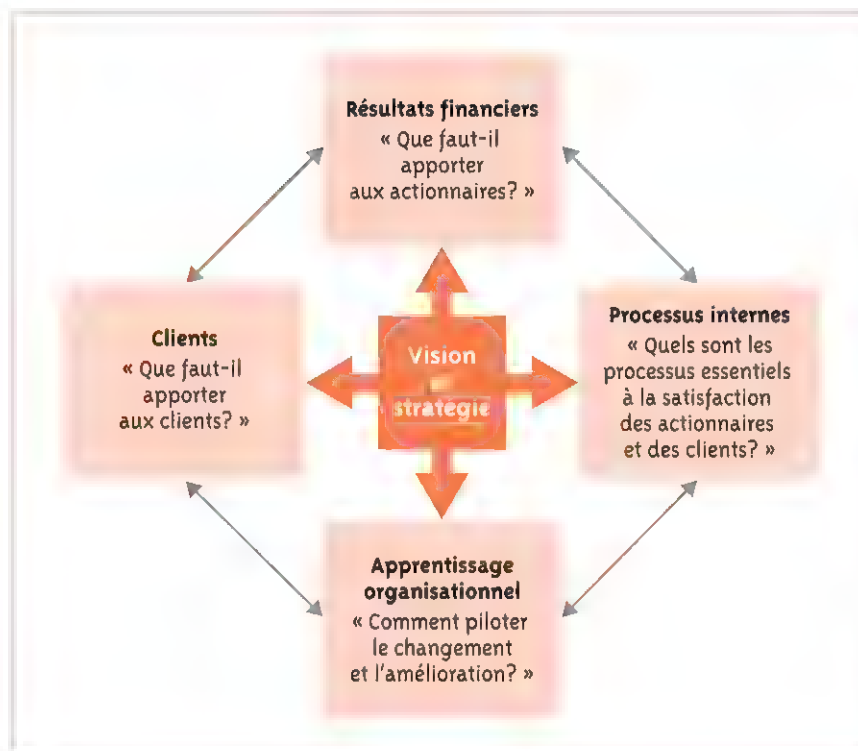 Résultats financiers
« Que faut-il
apporter
aux actionnaires? »
Clients
« Que faut-il
apporter
aux clients? »
Vision
stratégie
Processus internes
« Quels sont les
processus essentiels
à la satisfaction
des actionnaires
et des clients? »
Apprentissage
organisationnel
« Comment piloter
le changement
et l'amélioration? »